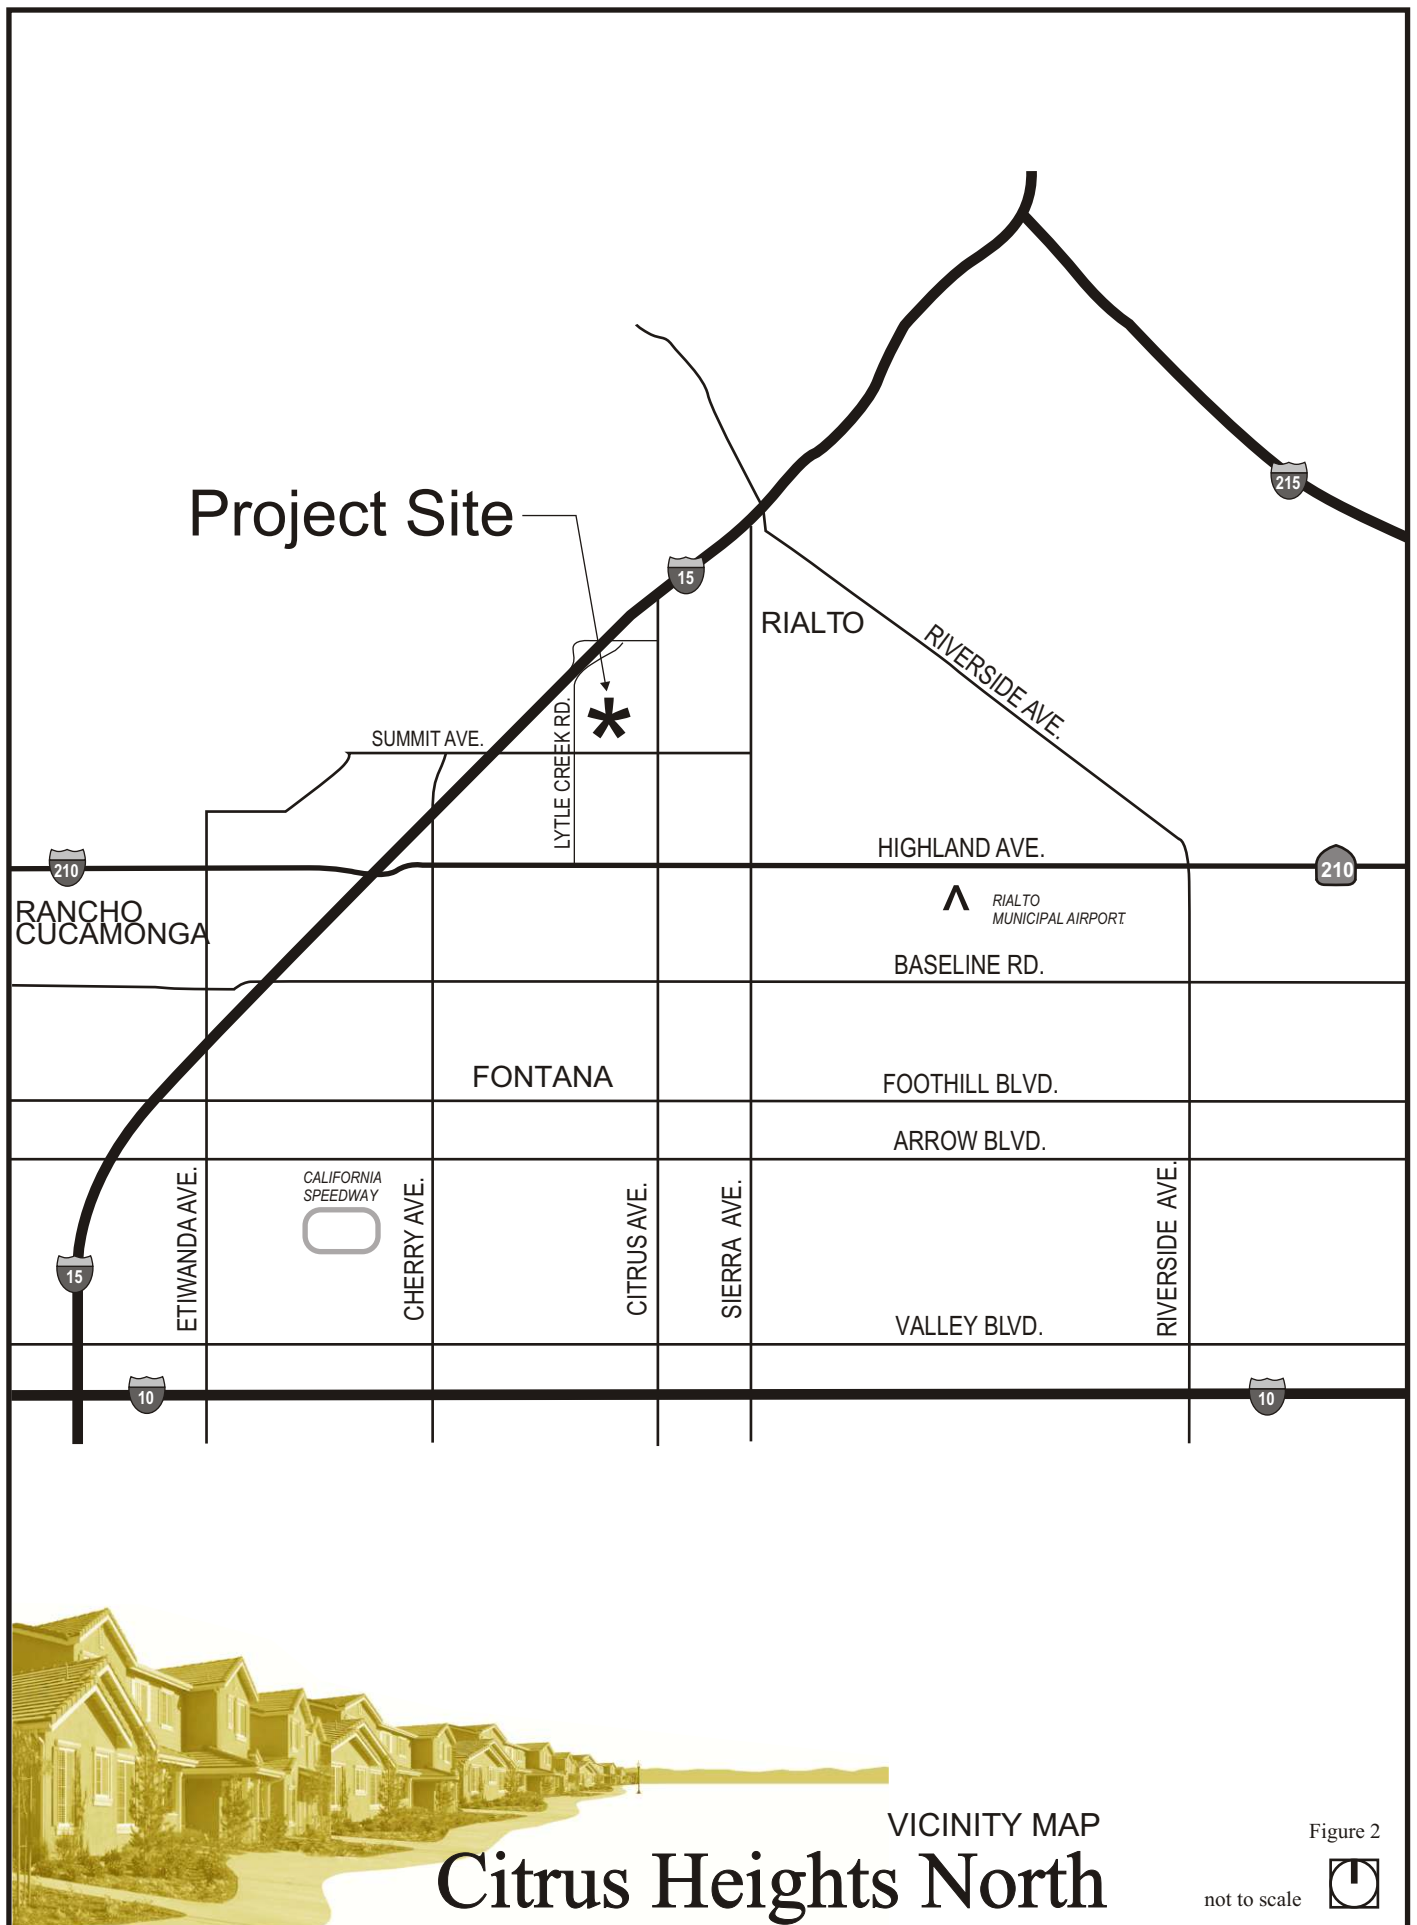 215
Project Site
15
RIALTO
RIVERSIDE AVE.
LYTLE CREEK RD.
SUMMIT AVE.
HIGHLAND AVE.
210
210
RIALTO
MUNICIPAL AIRPORT
RANCHO
CUCAMONGA
BASELINE RD.
FONTANA
FOOTHILL BLVD.
ARROW BLVD.
CALIFORNIA
SPEEDWAY
ETIWANDA AVE.
CHERRY AVE.
CITRUS AVE.
SIERRA AVE.
RIVERSIDE AVE.
15
VALLEY BLVD.
10
10
VICINITY MAP
Figure 2
Citrus Heights North
not to scale